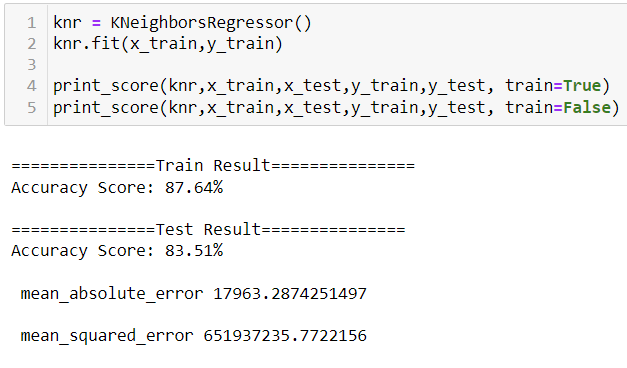 1 knr = KNeighborsRegressor()
2 knr.fit(x_train,y_train)
3
4 print_score(knr,x_train,x_test,y_train,y_test, train=True)
5 print_score(knr,x_train,x_test,y_train,y_test, train=False)
===============Train Result===============
Accuracy Score: 87.64%
===============Test Result===============
Accuracy Score: 83.51%
mean_absolute_error 17963.2874251497
mean_squared_error 651937235.7722156